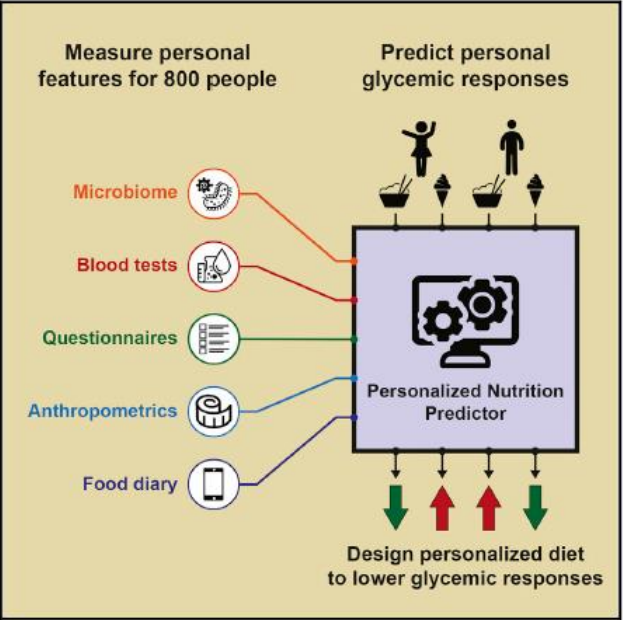 Measure personal
features for 800 people
Predict personal
glycemic responses
Microbiome
Blood tests
Questionnaires
Anthropometrics
Food diary
Personalized Nutrition
Predictor
Design personalized diet
to lower glycemic responses